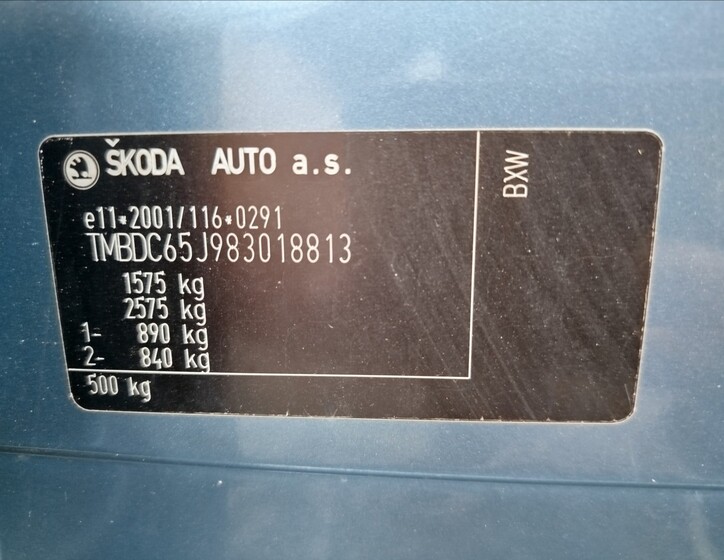 ŠKODA AUTO a.s.
BXW
e11*2001/116*0291
TMBDC65J983018813
1575 kg
2575 kg
1- 890 kg
2- 840 kg
500 kg